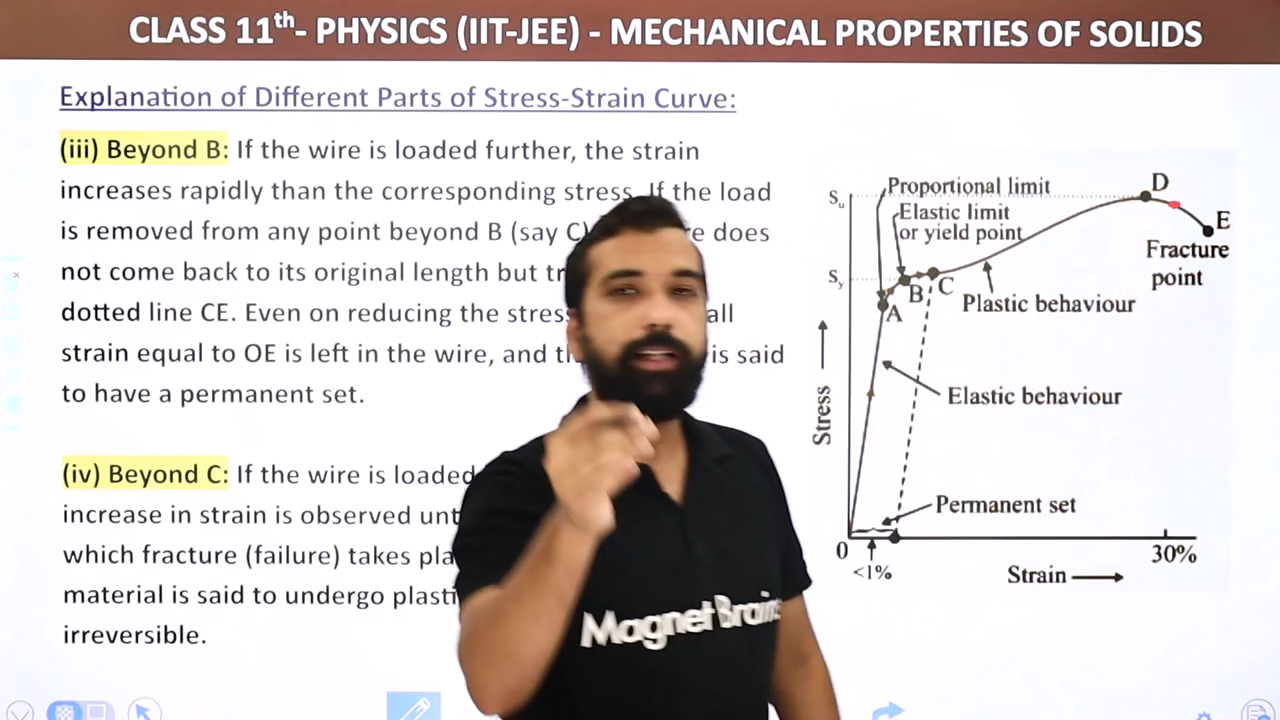 CLASS 11th- PHYSICS (IIT-JEE) - MECHANICAL PROPERTIES OF SOLIDS
Explanation of Different Parts of Stress-Strain Curve:
(iii) Beyond B: If the wire is loaded further, the strain
increases rapidly than the corresponding stress. If the load
is removed from any point beyond B (say C) does
not come back to its original length but
dotted line CE. Even on reducing the
strain equal to OE is left in the wire, and is said
to have a permanent set.
(iv) Beyond C: If the wire is loaded
increase in strain is observed
which fracture (failure) takes
material is said to undergo
irreversible.
Proportional limit
Elastic limit
or yield point
Su
Sy
D
E
Fracture
point
A
B
C
Plastic behaviour
Elastic behaviour
Stress
Permanent set
0
<1%
30%
Strain
Magnet Brains